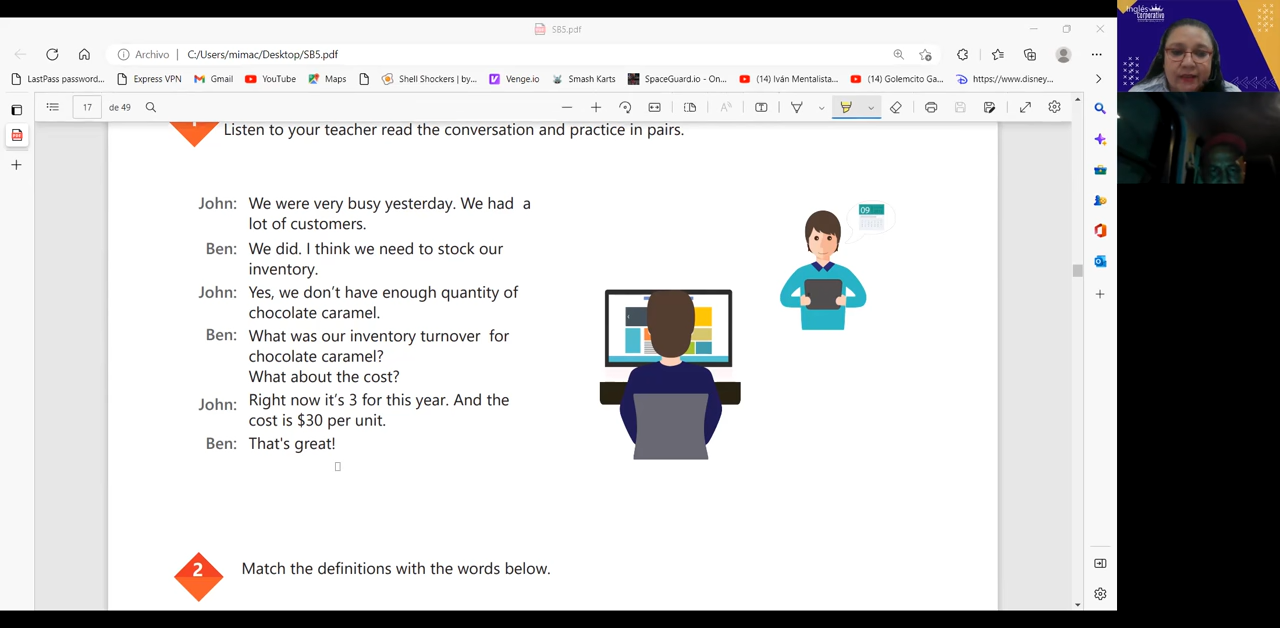 SB5.pdf
Archivo | C:/Users/mimac/Desktop/SB5.pdf
LastPass password... Express VPN Gmail YouTube Maps Shell Shockers | by... Venge.io Smash Karts SpaceGuard.io - On... (14) Iván Mentalista... (14) Golemcito Ga... https://www.disney...
17 de 49
Listen to your teacher read the conversation and practice in pairs.
John: We were very busy yesterday. We had a
lot of customers.
Ben: We did. I think we need to stock our
inventory.
John: Yes, we don't have enough quantity of
chocolate caramel.
Ben: What was our inventory turnover for
chocolate caramel?
What about the cost?
John: Right now it's 3 for this year. And the
cost is $30 per unit.
Ben: That's great!
09
2 Match the definitions with the words below.
Inglés
Corporativo